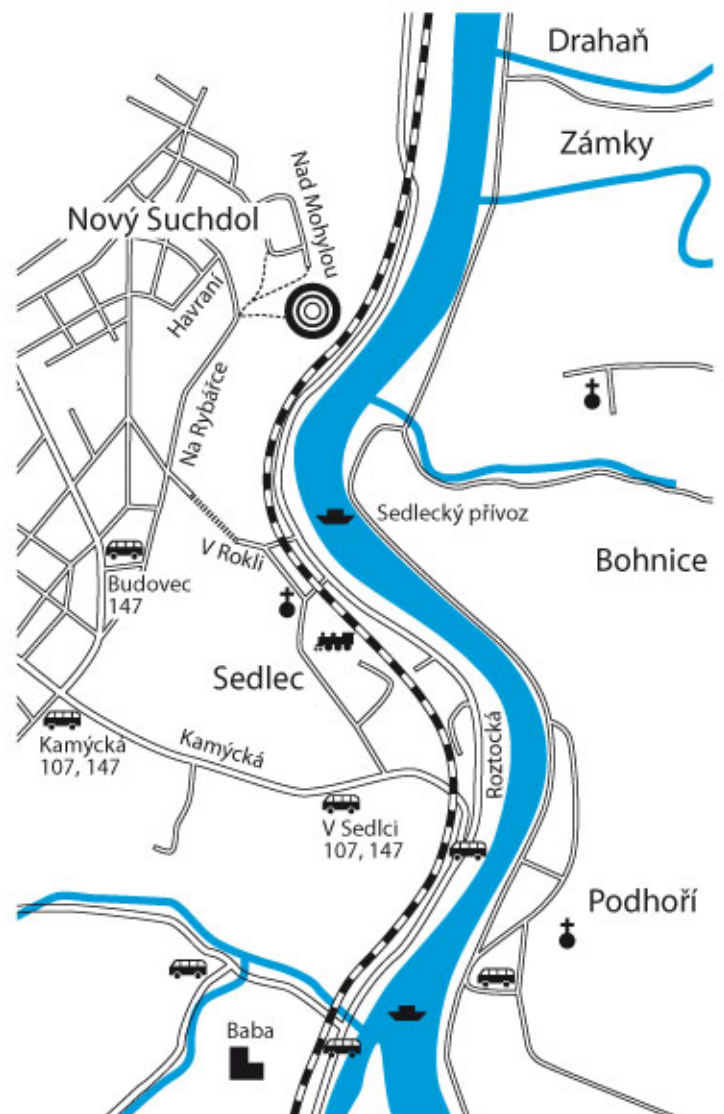 Drahaň
Zámky
Nad Mohylou
Nový Suchdol
Havraní
Na Rybářce
Sedlecký přívoz
V Rokli
Bohnice
Budovec
147
Sedlec
Kamýcká
107, 147
Kamýcká
Roztocká
V Sedlci
107, 147
Podhoří
Baba